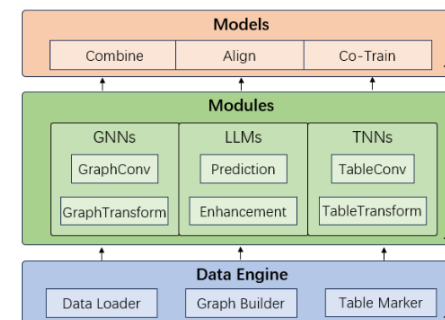 Models
Combine Align Co-Train
Modules
GNNs LLMs TNNs
GraphConv Prediction TableConv
GraphTransform Enhancement TableTransform
Data Engine
Data Loader Graph Builder Table Marker